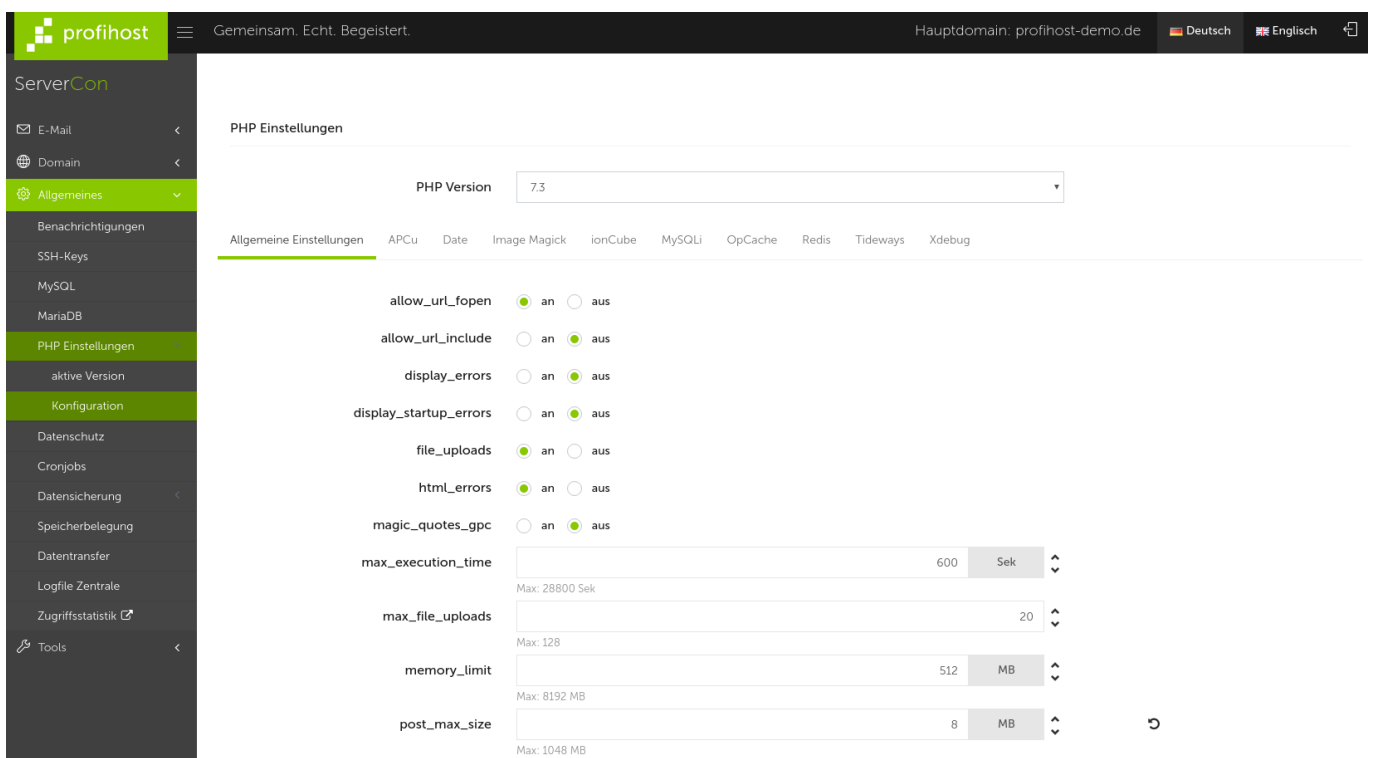 profihost
Gemeinsam. Echt. Begeistert.
Hauptdomain: profihost-demo.de
Deutsch
Englisch
ServerCon
E-Mail
Domain
Allgemeines
Benachrichtigungen
SSH-Keys
MySQL
MariaDB
PHP Einstellungen
aktive Version
Konfiguration
Datenschutz
Cronjobs
Datensicherung
Speicherbelegung
Datentransfer
Logfile Zentrale
Zugriffsstatistik
Tools
PHP Einstellungen
PHP Version 7.3
Allgemeine Einstellungen APCu Date Image Magick ionCube MySQLi OpCache Redis Tideways Xdebug
allow_url_fopen an aus
allow_url_include an aus
display_errors an aus
display_startup_errors an aus
file_uploads an aus
html_errors an aus
magic_quotes_gpc an aus
max_execution_time 600 Sek
Max: 28800 Sek
max_file_uploads 20
Max: 128
memory_limit 512 MB
Max: 8192 MB
post_max_size 8 MB
Max: 1048 MB